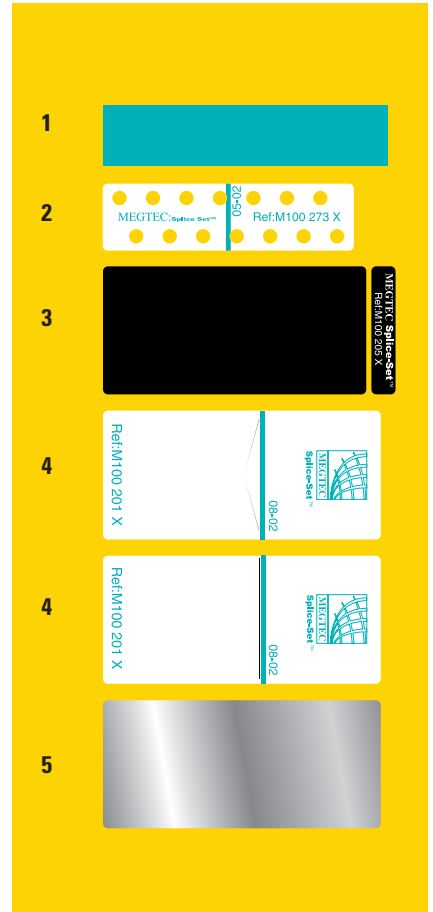 1
2
MEGTEC: Splice Set™
05-02
Ref:M100 273 X
3
MEGTEC Splice-Set™
Ref:M100 205 X
4
Ref:M100 201 X
08-02
MEGTEC
Splice-Set™
4
Ref:M100 201 X
08-02
MEGTEC
Splice-Set™
5